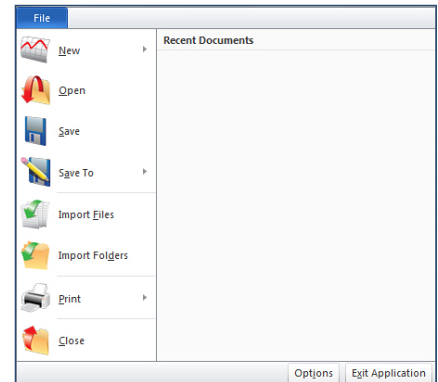 File
New
Recent Documents
Open
Save
Save To
Import Files
Import Folders
Print
Close
Options
Exit Application